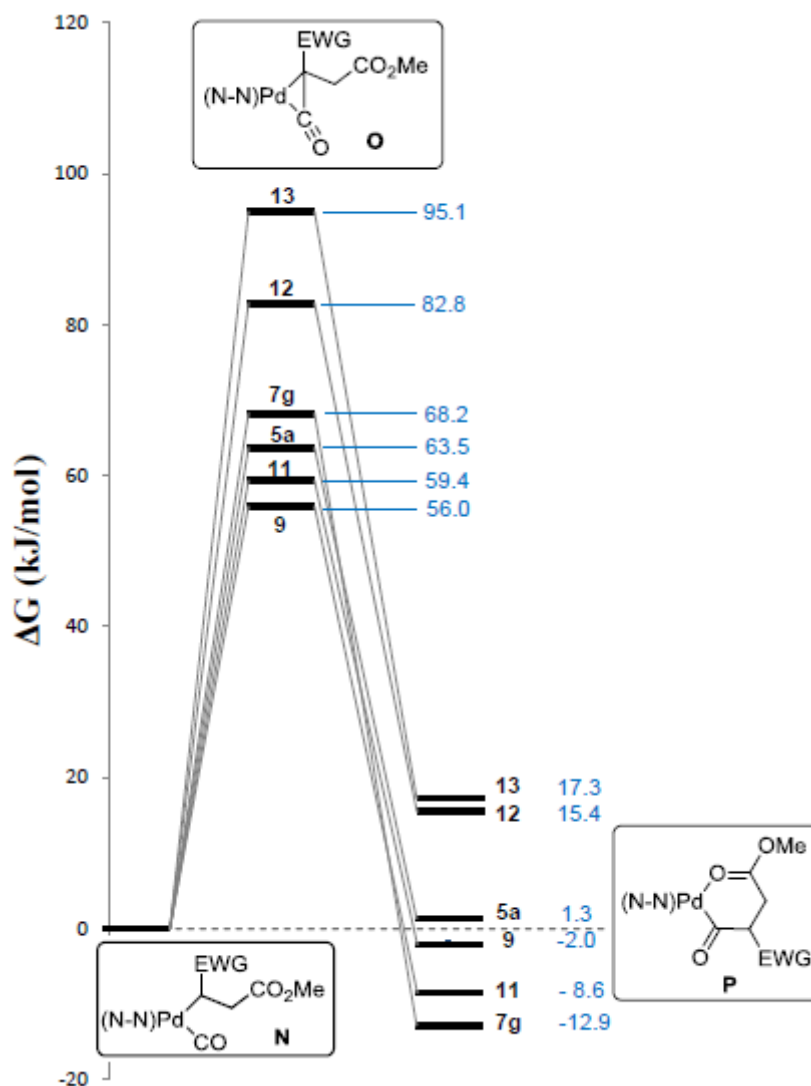 120
EWG
CO2Me
(N-N)Pd
C
O
O
100
13
95.1
12
82.8
80
7g
68.2
5a
63.5
11
59.4
60
9
56.0
ΔG (kJ/mol)
40
20
13 17.3
12 15.4
OMe
O
(N-N)Pd
O
EWG
P
5a 1.3
0
9 -2.0
EWG
CO2Me
(N-N)Pd
CO
N
11 - 8.6
7g -12.9
-20